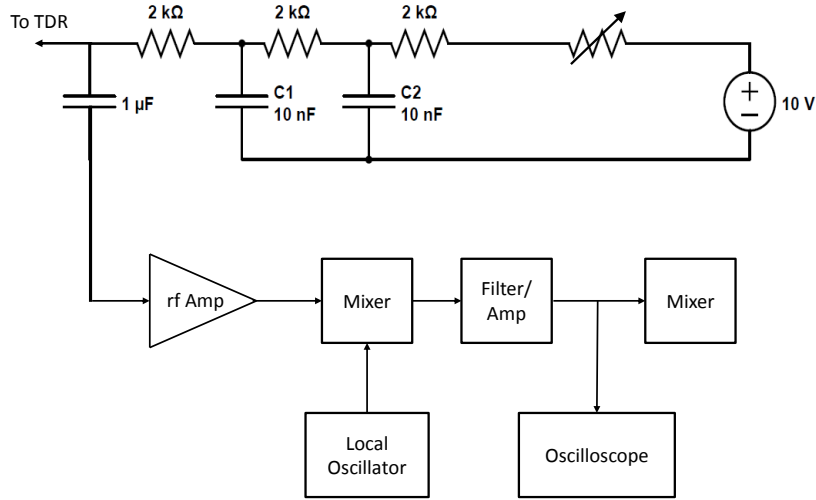 To TDR
2 kΩ
2 kΩ
2 kΩ
1 µF
C1
10 nF
C2
10 nF
+
−
10 V
rf Amp
Mixer
Filter/
Amp
Mixer
Local
Oscillator
Oscilloscope